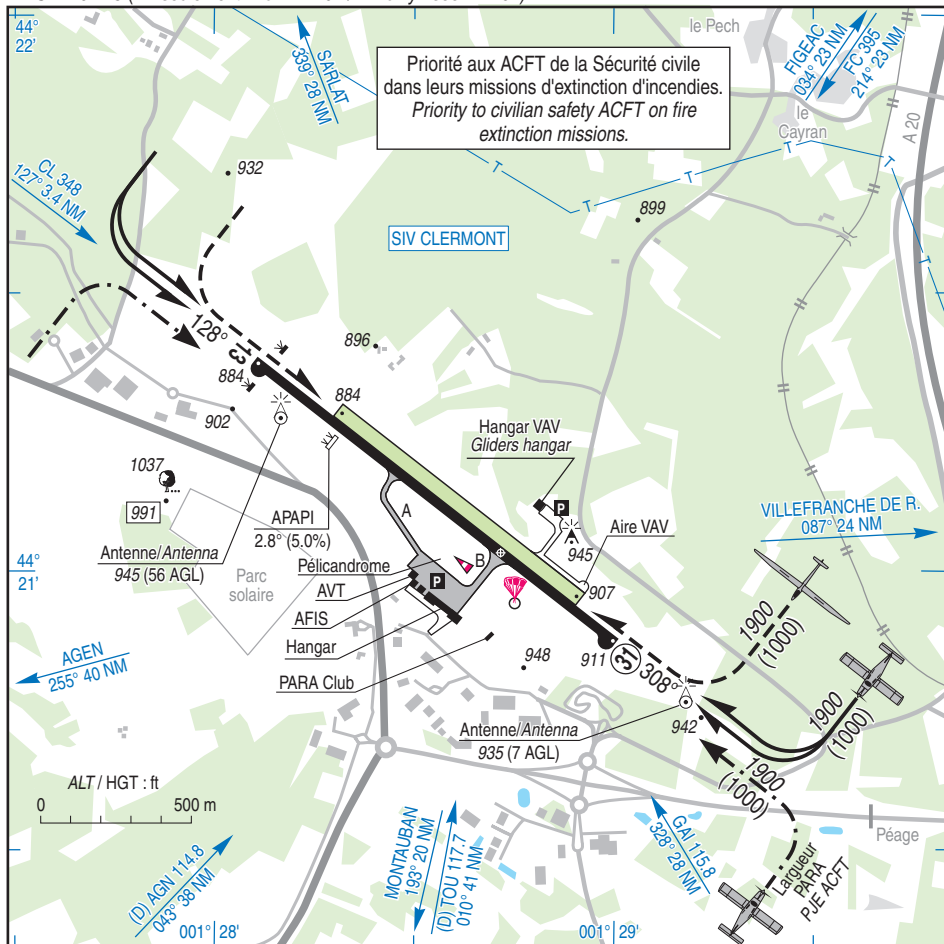 44°
22'
SARLAT
339° 28 NM
Priorité aux ACFT de la Sécurité civile
dans leurs missions d'extinction d'incendies.
Priority to civilian safety ACFT on fire
extinction missions.
le Pech
FIGEAC
034° 23 NM
FC 395
214° 23 NM
le
Cayran
A 20
CL 348
127° 3.4 NM
932
899
T
T
T
T
T
T
SIV CLERMONT
128°
13
884
896
884
902
Hangar VAV
Gliders hangar
P
1037
991
APAPI
2.8° (5.0%)
A
945
Aire VAV
VILLEFRANCHE DE R.
087° 24 NM
Antenne/Antenna
945 (56 AGL)
44°
21'
Parc
solaire
Pélicandrome
AVT
AFIS
Hangar
PARA Club
P
B
907
911
31
308°
948
1900
(1000)
AGEN
255° 40 NM
Antenne/Antenna
935 (7 AGL)
942
1900
(1000)
1900
(1000)
ALT / HGT : ft
0
500 m
Péage
(D) AGN 114.8
043° 38 NM
MONTAUBAN
193° 20 NM
(D) TOU 117.7
010° 41 NM
GAI 115.8
328° 28 NM
Largueur
PARA
PJE ACFT
001° 28'
001° 29'